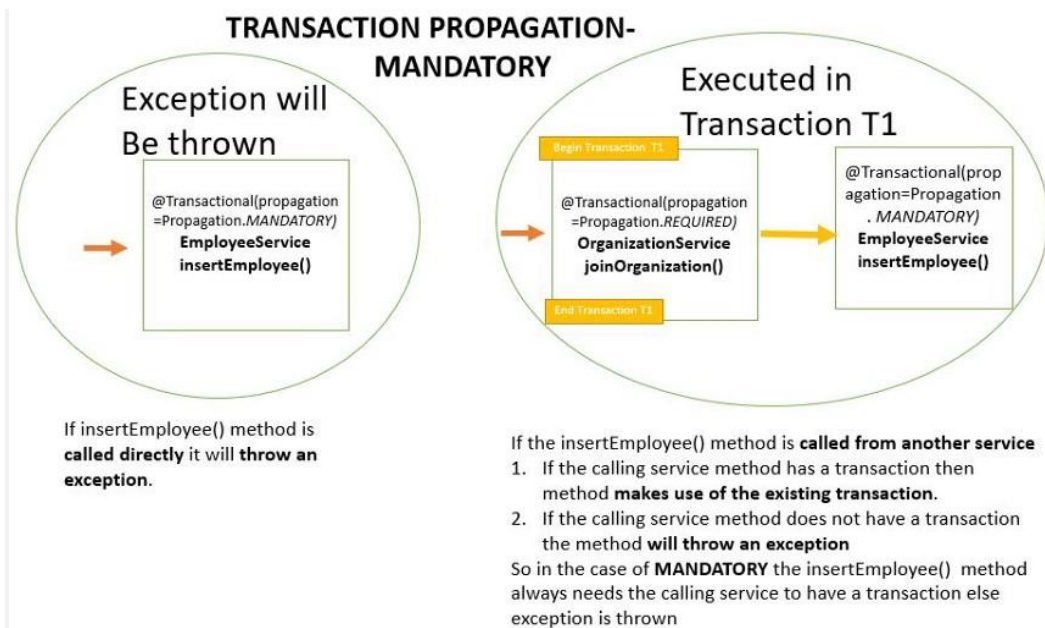 TRANSACTION PROPAGATION-
MANDATORY
Exception will
Be thrown
@Transactional(propagation
=Propagation.MANDATORY)
EmployeeService
insertEmployee()
If insertEmployee() method is
called directly it will throw an
exception.
Executed in
Transaction T1
Begin Transaction T1
@Transactional(propagation
=Propagation.REQUIRED)
OrganizationService
joinOrganization()
End Transaction T1
@Transactional(prop
agation=Propagation
. MANDATORY)
EmployeeService
insertEmployee()
If the insertEmployee() method is called from another service
1. If the calling service method has a transaction then
method makes use of the existing transaction.
2. If the calling service method does not have a transaction
the method will throw an exception
So in the case of MANDATORY the insertEmployee() method
always needs the calling service to have a transaction else
exception is thrown